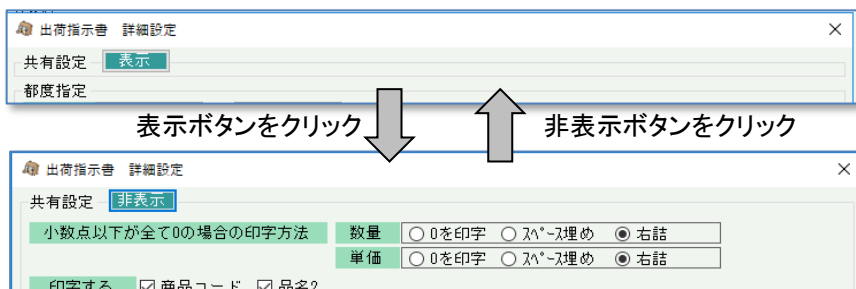 出荷指示書 詳細設定
共有設定 表示
都度指定
表示ボタンをクリック 非表示ボタンをクリック
出荷指示書 詳細設定
共有設定 非表示
小数点以下が全て0の場合の印字方法 数量 0を印字 ｽﾍﾟｰｽ埋め 右詰
単価 0を印字 ｽﾍﾟｰｽ埋め 右詰
印字する 商品コード 品名2